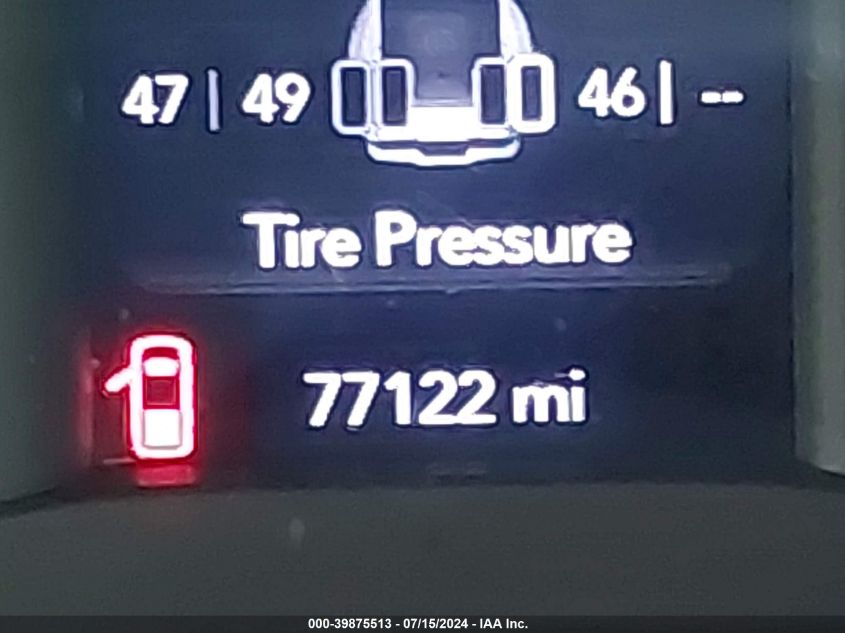 47 | 49 46 | --
Tire Pressure
77122 mi
000-39875513 - 07/15/2024 - IAA Inc.